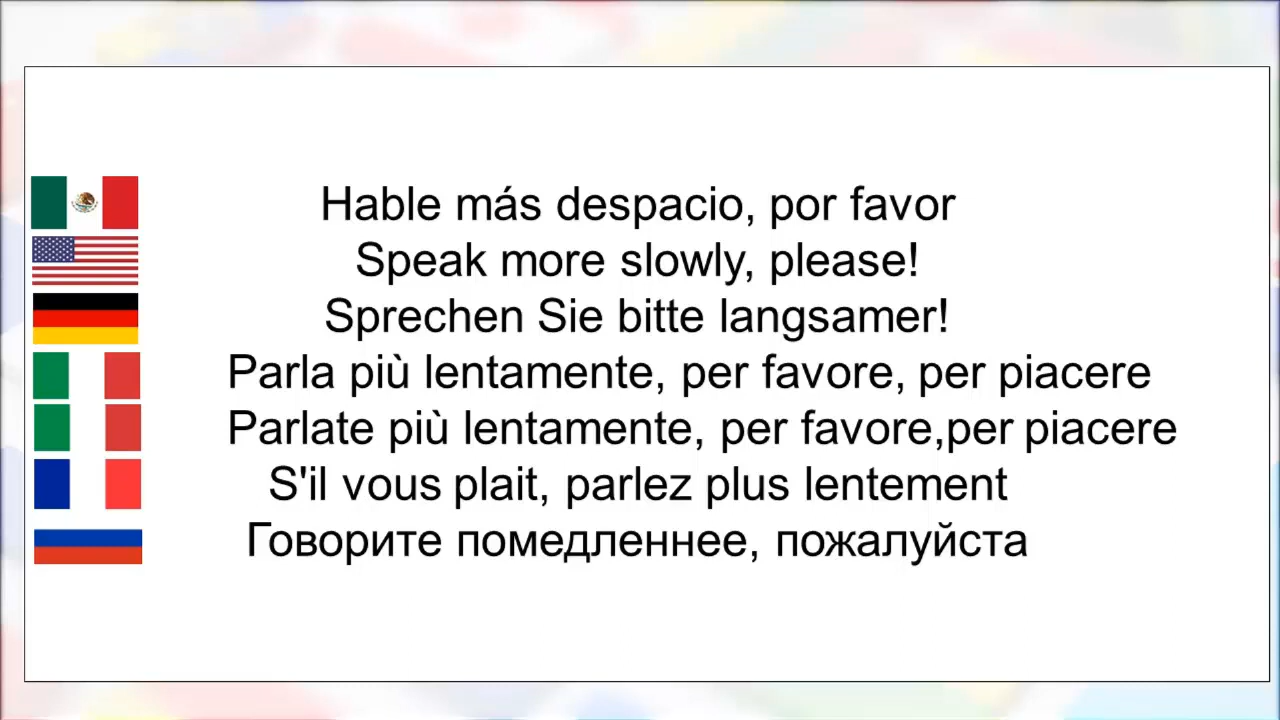 Hable más despacio, por favor
Speak more slowly, please!
Sprechen Sie bitte langsamer!
Parla più lentamente, per favore, per piacere
Parlate più lentamente, per favore,per piacere
S'il vous plait, parlez plus lentement
Говорите помедленнее, пожалуйста